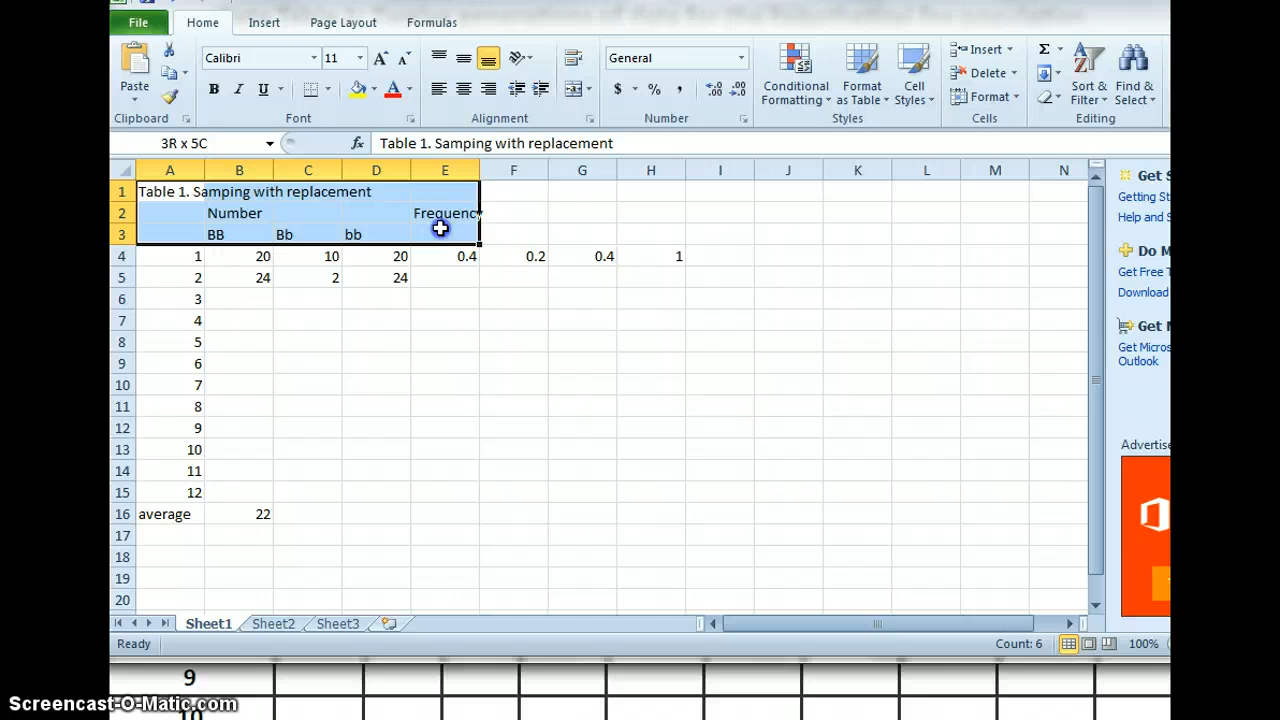 File Home Insert Page Layout Formulas
Calibri 11 A A General Insert Σ
Paste B I U A $ % , .00 .00 Conditional Formatting Format as Table Cell Styles Delete Format Sort & Filter Find & Select
Clipboard Font Alignment Number Styles Cells Editing
3R x 5C fx Table 1. Samping with replacement
A B C D E F G H I J K L M N
1 Table 1. Samping with replacement
2 Number Frequency
3 BB Bb bb
4 1 20 10 20 0.4 0.2 0.4 1
5 2 24 2 24
6 3
7 4
8 5
9 6
10 7
11 8
12 9
13 10
14 11
15 12
16 average 22
17
18
19
20
Get S
Getting St
Help and S
Do M
Get Free T
Download
Get M
Get Micros
Outlook
Advertise
Sheet1 Sheet2 Sheet3
Ready Count: 6 100%
9
10
Screencast-O-Matic.com